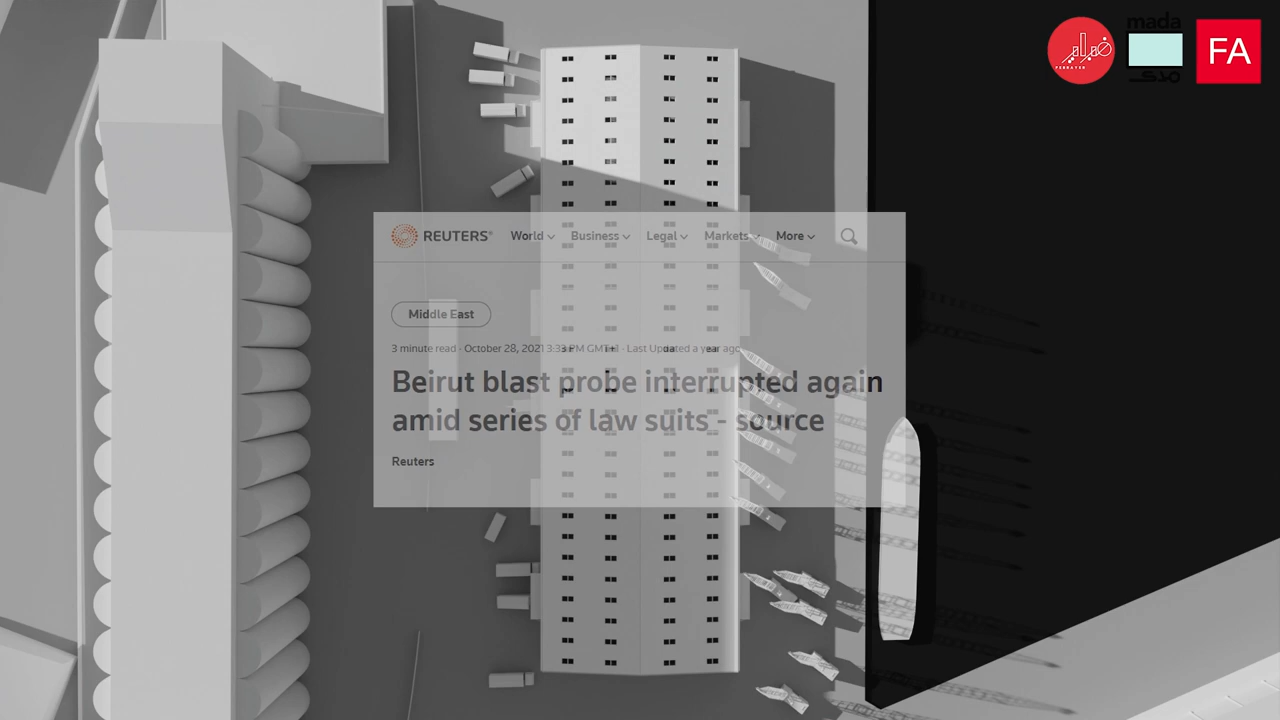 mada
مدى
FA
REUTERS
World Business Legal Markets More
Middle East
3 minute read · October 28, 2021 3:33 PM GMT+1 · Last Updated a year ago
Beirut blast probe interrupted again
amid series of law suits - source
Reuters